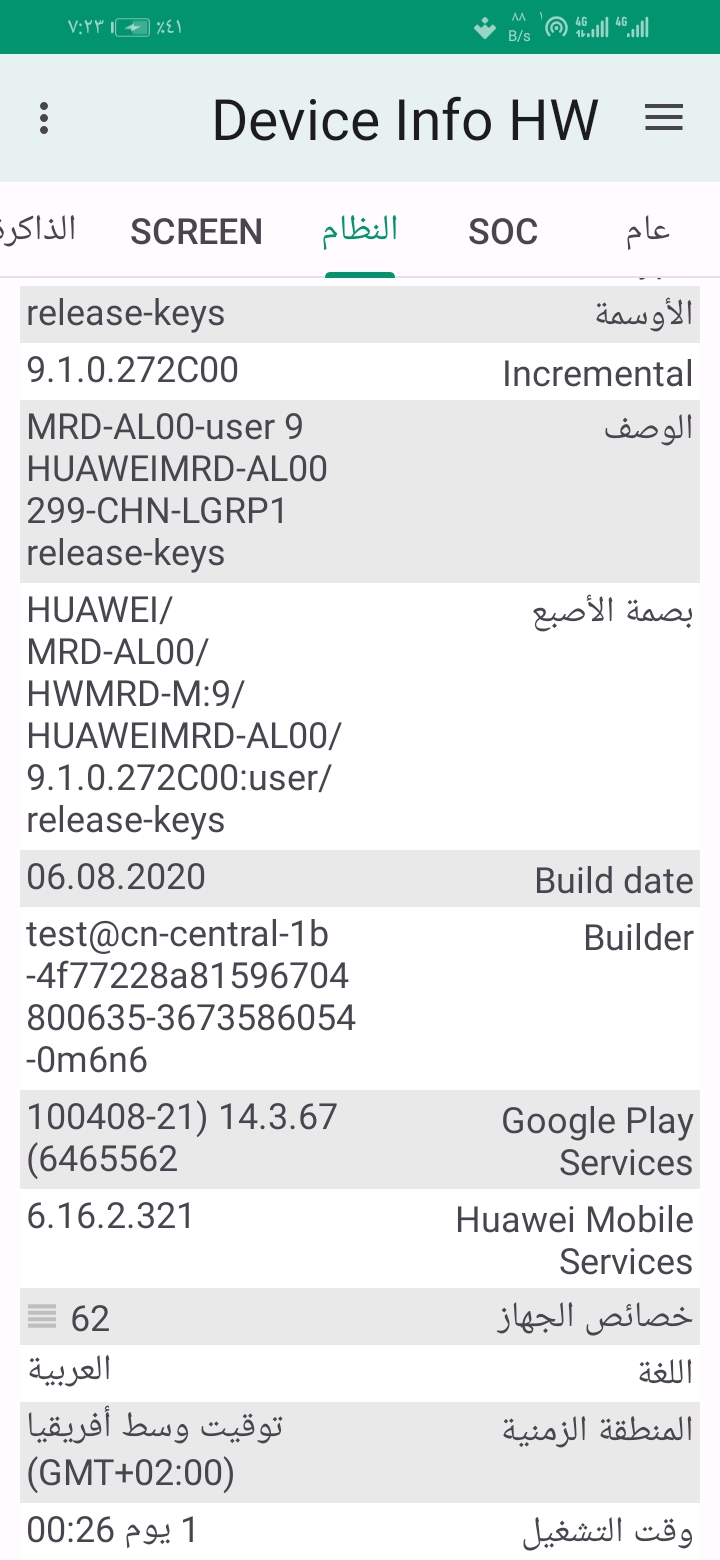 ٧:٢٣ ٪٤١ ٨٨ B/s ١ 4G 4G
Device Info HW
عام SOC النظام SCREEN الذاكرة
الأوسمة release-keys
Incremental 9.1.0.272C00
الوصف MRD-AL00-user 9
HUAWEIMRD-AL00
299-CHN-LGRP1
release-keys
بصمة الأصبع HUAWEI/
MRD-AL00/
HWMRD-M:9/
HUAWEIMRD-AL00/
9.1.0.272C00:user/
release-keys
Build date 06.08.2020
Builder test@cn-central-1b
-4f77228a81596704
800635-3673586054
-0m6n6
Google Play 100408-21) 14.3.67
Services (6465562
Huawei Mobile 6.16.2.321
Services
خصائص الجهاز 62
اللغة العربية
المنطقة الزمنية توقيت وسط أفريقيا
(GMT+02:00)
وقت التشغيل 1 يوم 00:26